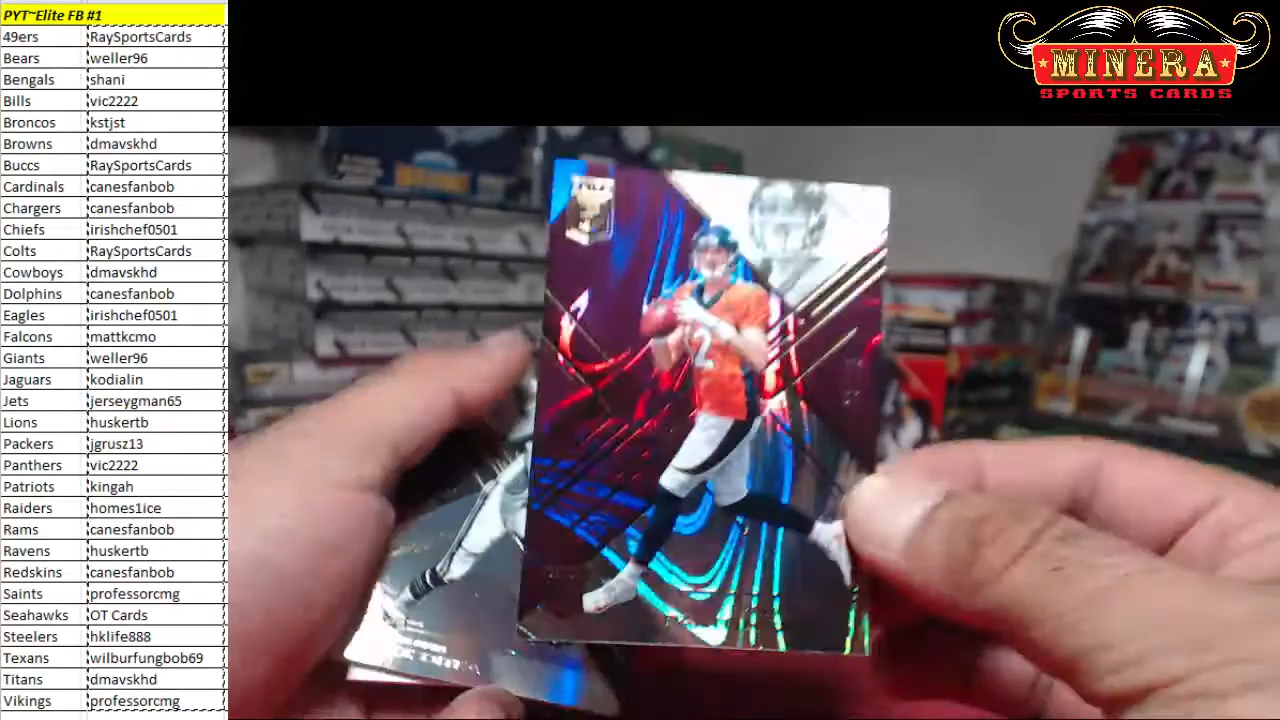 PYT~Elite FB #1
49ers RaySportsCards
Bears weller96
Bengals shani
Bills vic2222
Broncos kstjst
Browns dmavskhd
Buccs RaySportsCards
Cardinals canesfanbob
Chargers canesfanbob
Chiefs irishchef0501
Colts RaySportsCards
Cowboys dmavskhd
Dolphins canesfanbob
Eagles irishchef0501
Falcons mattkcmo
Giants weller96
Jaguars kodialin
Jets jerseygman65
Lions huskertb
Packers jgrusz13
Panthers vic2222
Patriots kingah
Raiders homes1ice
Rams canesfanbob
Ravens huskertb
Redskins canesfanbob
Saints professorcmg
Seahawks OT Cards
Steelers hklife888
Texans wilburfungbob69
Titans dmavskhd
Vikings professorcmg
MINERA
SPORTS CARDS
2